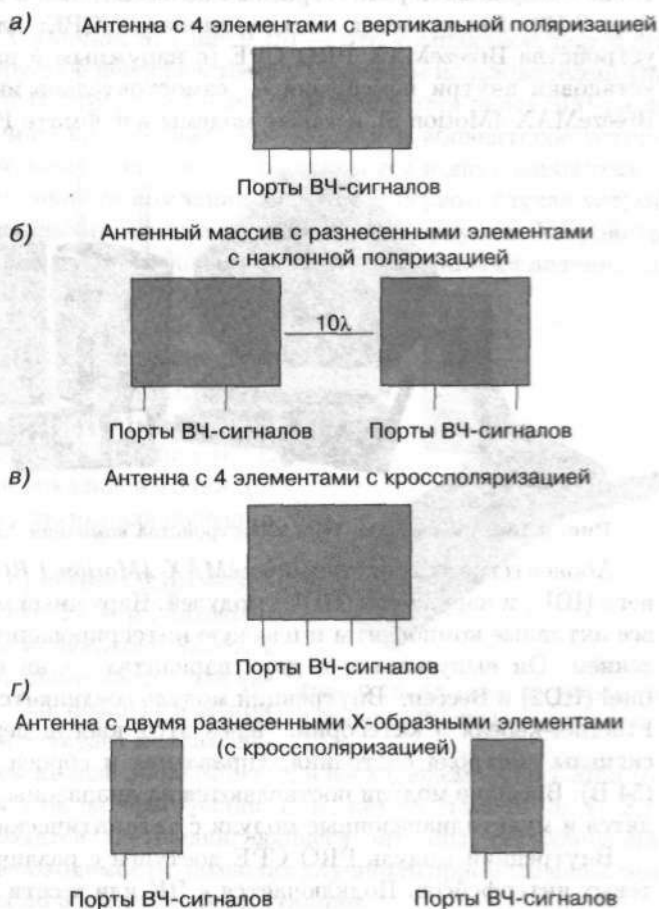 а) Антенна с 4 элементами с вертикальной поляризацией
Порты ВЧ-сигналов
б) Антенный массив с разнесенными элементами
с наклонной поляризацией
10λ
Порты ВЧ-сигналов Порты ВЧ-сигналов
в) Антенна с 4 элементами с кроссполяризацией
Порты ВЧ-сигналов
г)
Антенна с двумя разнесенными Х-образными элементами
(с кроссполяризацией)
Порты ВЧ-сигналов Порты ВЧ-сигналов